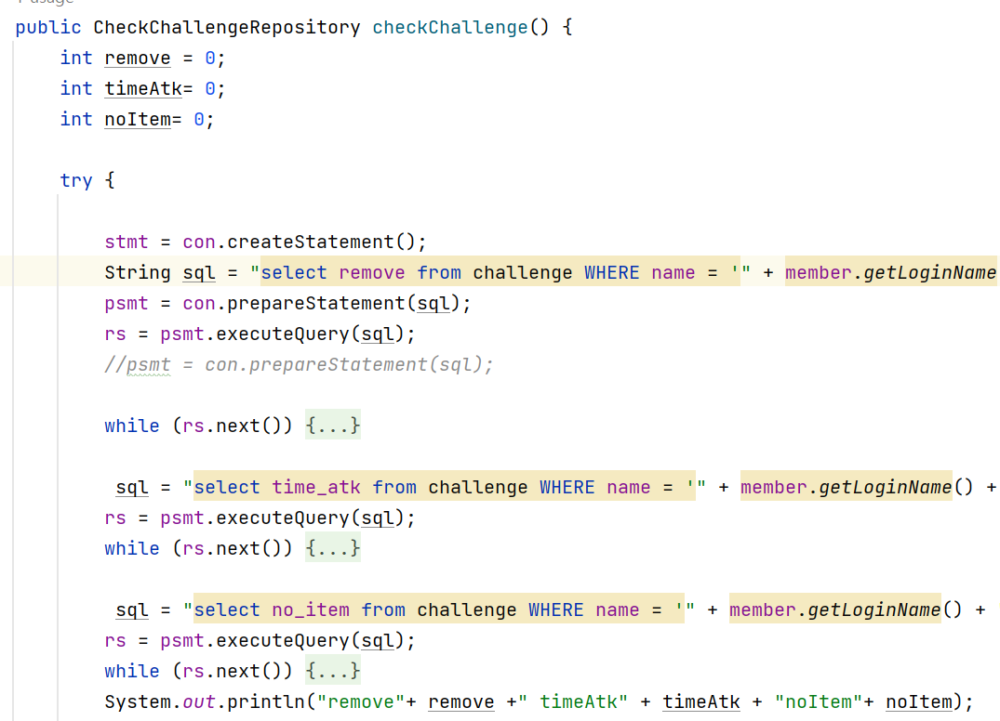 usage
public CheckChallengeRepository checkChallenge() {
int remove = 0;
int timeAtk= 0;
int noItem= 0;
try {
stmt = con.createStatement();
String sql = "select remove from challenge WHERE name = '" + member.getLoginName
psmt = con.prepareStatement(sql);
rs = psmt.executeQuery(sql);
//psmt = con.prepareStatement(sql);
while (rs.next()) {...}
sql = "select time_atk from challenge WHERE name = '" + member.getLoginName() +
rs = psmt.executeQuery(sql);
while (rs.next()) {...}
sql = "select no_item from challenge WHERE name = '" + member.getLoginName() +
rs = psmt.executeQuery(sql);
while (rs.next()) {...}
System.out.println("remove"+ remove +" timeAtk" + timeAtk + "noItem"+ noItem);